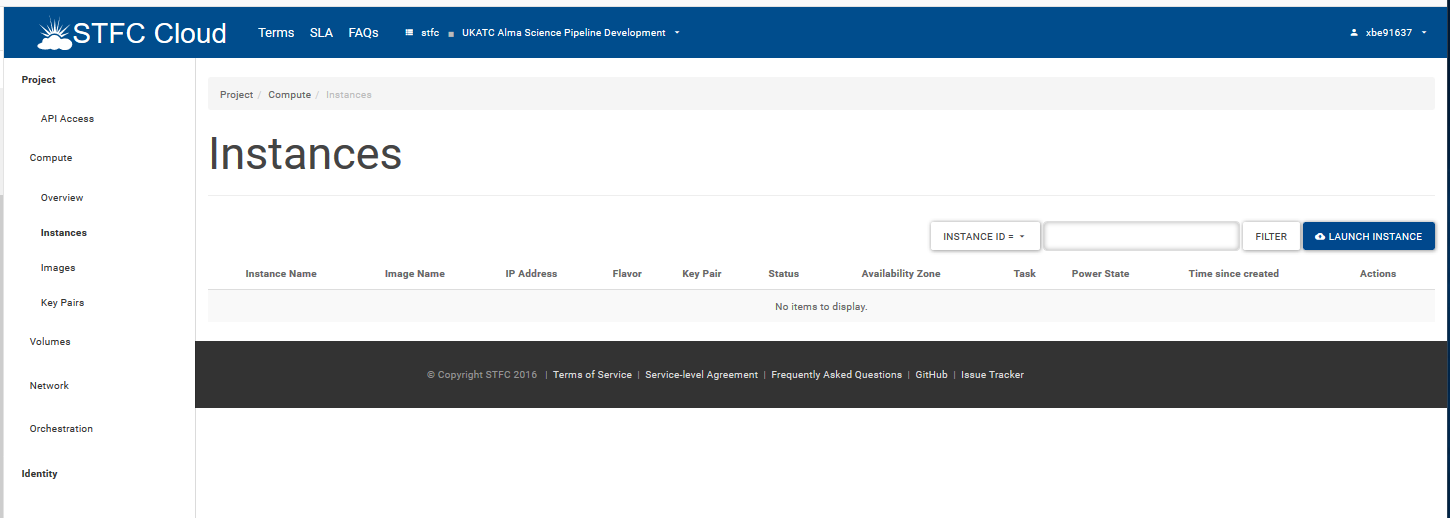 STFC Cloud Terms SLA FAQs stfc UKATC Alma Science Pipeline Development xbe91637
Project
API Access
Compute
Overview
Instances
Images
Key Pairs
Volumes
Network
Orchestration
Identity
Project / Compute / Instances
Instances
INSTANCE ID = FILTER LAUNCH INSTANCE
Instance Name Image Name IP Address Flavor Key Pair Status Availability Zone Task Power State Time since created Actions
No items to display.
© Copyright STFC 2016 | Terms of Service | Service-level Agreement | Frequently Asked Questions | GitHub | Issue Tracker